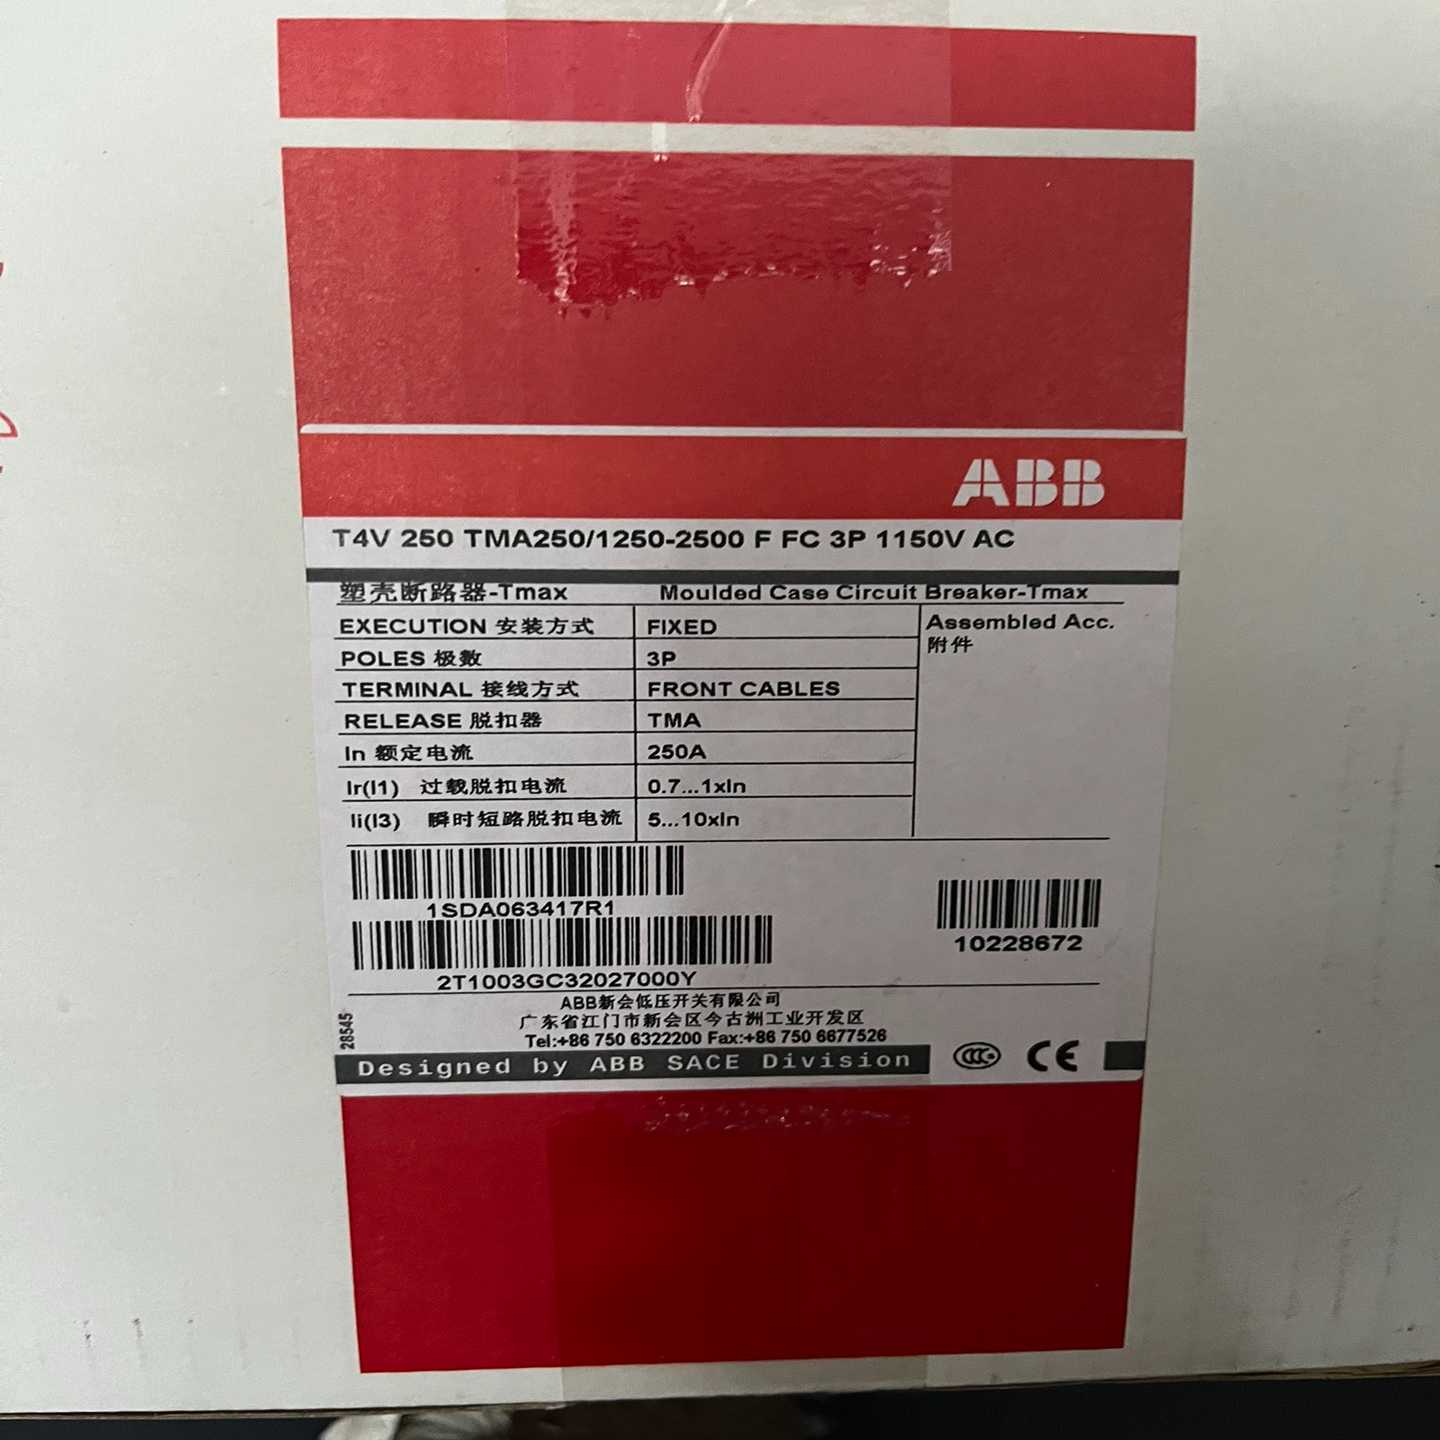 ABB
T4V 250 TMA250/1250-2500 F FC 3P 1150V AC
塑壳断路器-Tmax Moulded Case Circuit Breaker-Tmax
EXECUTION 安装方式 FIXED Assembled Acc.
附件
POLES 极数 3P
TERMINAL 接线方式 FRONT CABLES
RELEASE 脱扣器 TMA
In 额定电流 250A
Ir(I1) 过载脱扣电流 0.7...1xIn
Ii(I3) 瞬时短路脱扣电流 5...10xIn
1SDA063417R1
10228672
2T1003GC32027000Y
ABB新会低压开关有限公司
广东省江门市新会区今古洲工业开发区
Tel:+86 750 6322200 Fax:+86 750 6677526
28545
Designed by ABB SACE Division
CCC CE